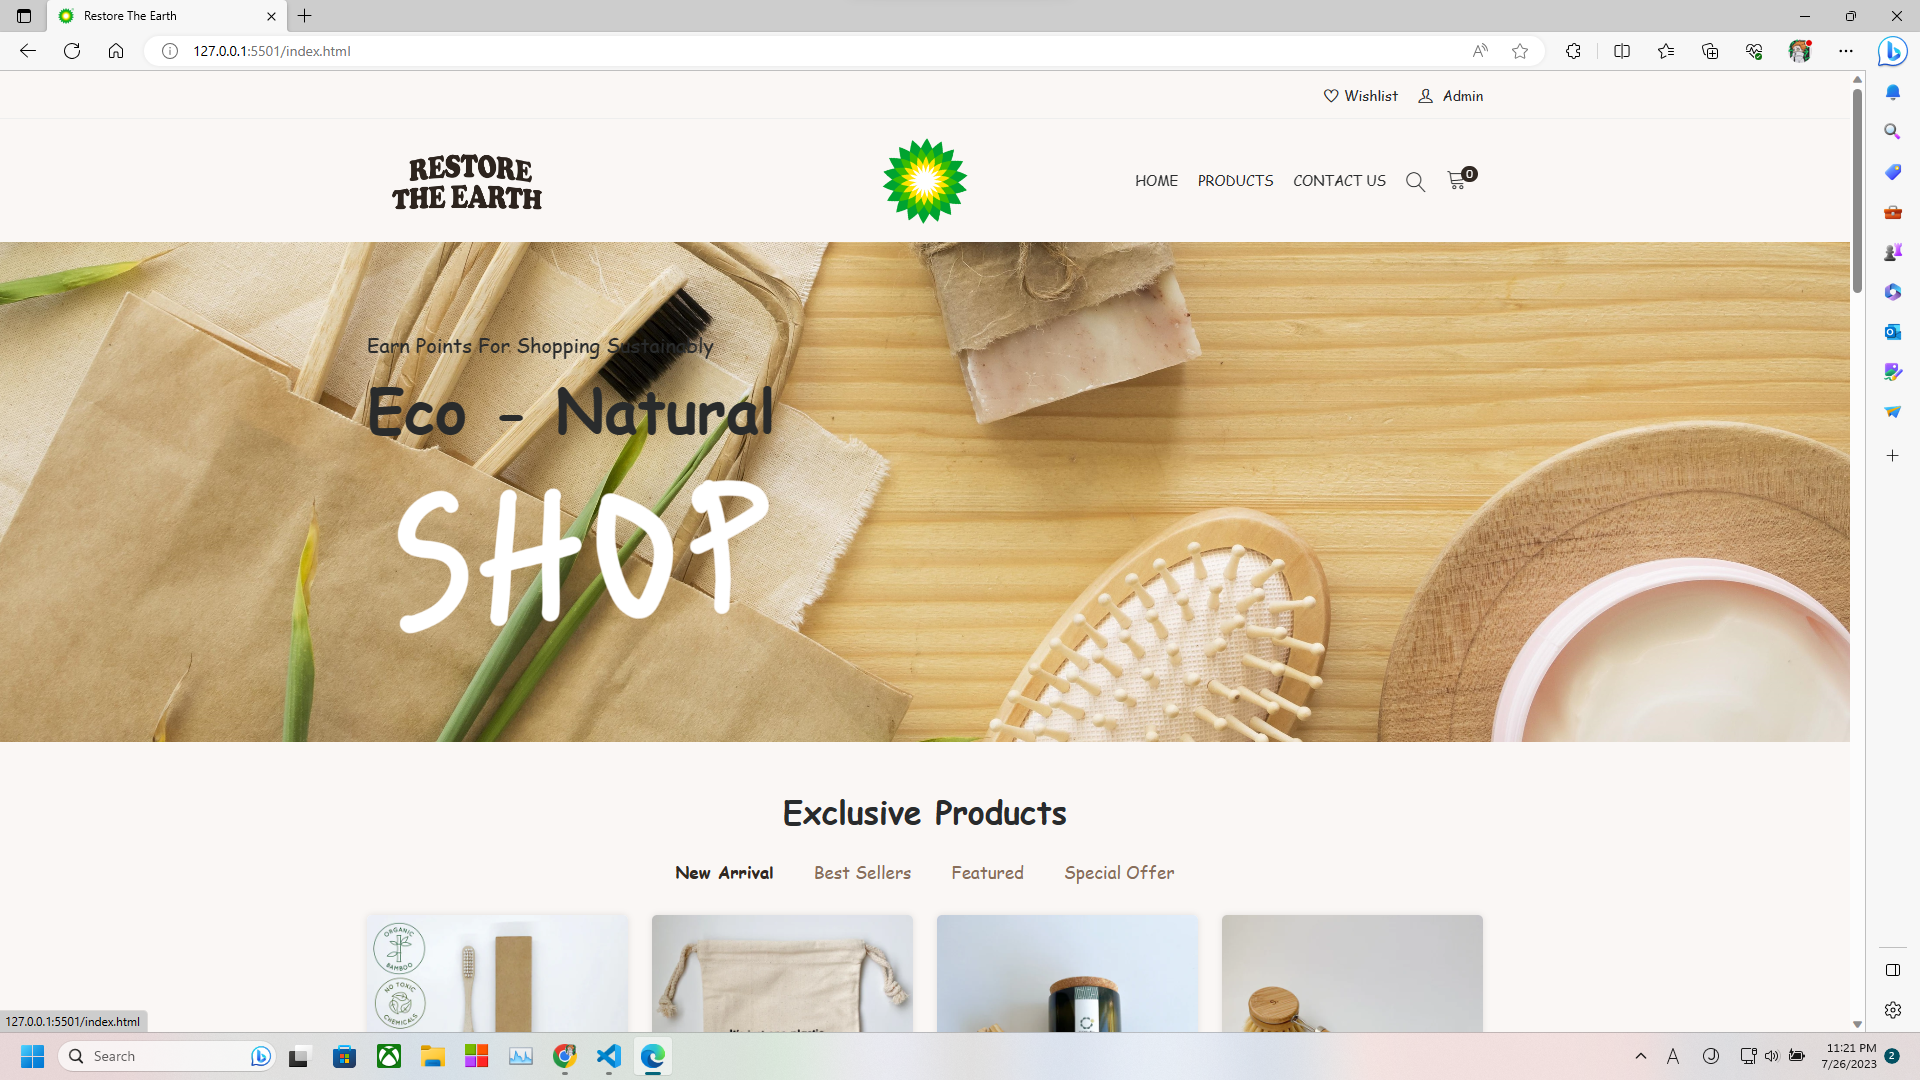 Restore The Earth
127.0.0.1:5501/index.html
Wishlist
Admin
RESTORE
THE EARTH
HOME
PRODUCTS
CONTACT US
0
Earn Points For Shopping Sustainably
Eco - Natural
SHOP
Exclusive Products
New Arrival
Best Sellers
Featured
Special Offer
ORGANIC
BAMBOO
NO TOXIC
CHEMICALS
127.0.0.1:5501/index.html
Search
11:21 PM
7/26/2023
2